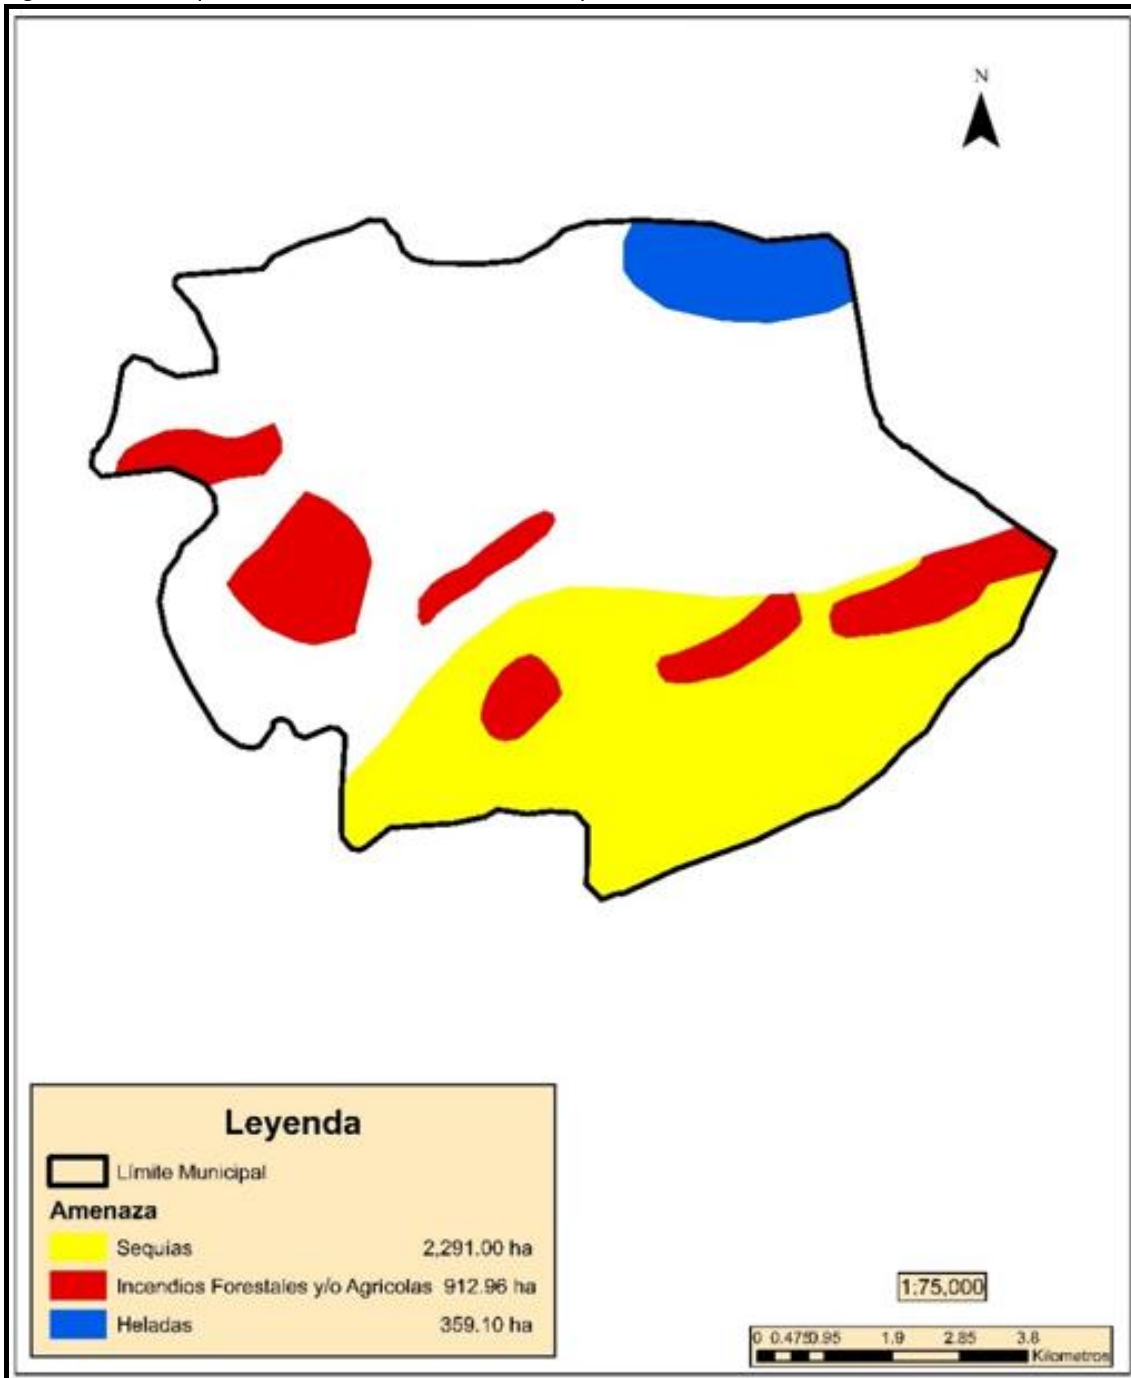 N
Leyenda
Límite Municipal
Amenaza
Sequias 2,291.00 ha
Incendios Forestales y/o Agricolas 912.96 ha
Heladas 359.10 ha
1:75,000
0 0.475 0.95 1.9 2.85 3.8
Kilometros